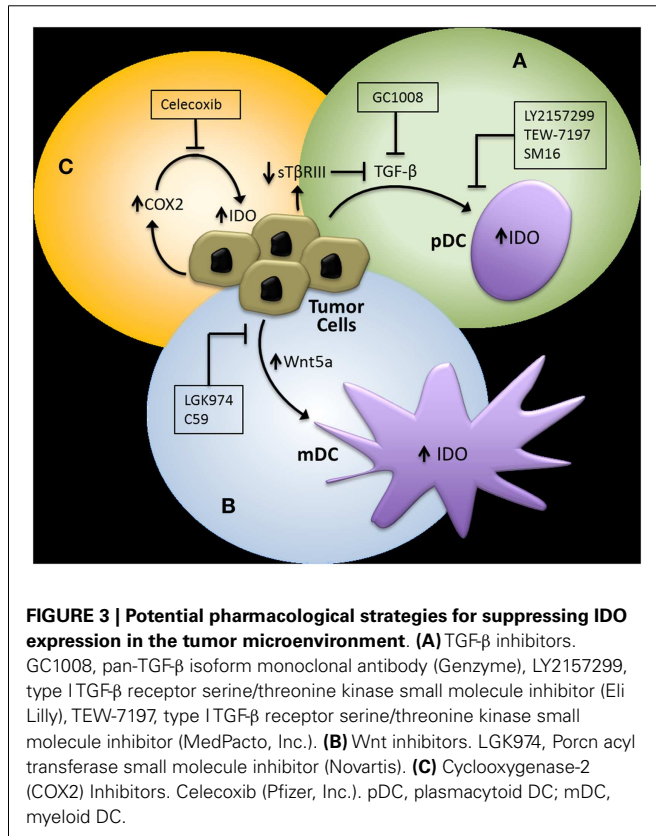 A
Celecoxib
GC1008
LY2157299
TEW-7197
SM16
C
↓ sTβRIII
TGF-β
↑COX2
↑IDO
pDC
↑IDO
Tumor
Cells
↑Wnt5a
LGK974
C59
mDC
↑ IDO
B
FIGURE 3 | Potential pharmacological strategies for suppressing IDO
expression in the tumor microenvironment. (A) TGF-β inhibitors.
GC1008, pan-TGF-β isoform monoclonal antibody (Genzyme), LY2157299,
type I TGF-β receptor serine/threonine kinase small molecule inhibitor (Eli
Lilly), TEW-7197, type I TGF-β receptor serine/threonine kinase small
molecule inhibitor (MedPacto, Inc.). (B) Wnt inhibitors. LGK974, Porcn acyl
transferase small molecule inhibitor (Novartis). (C) Cyclooxygenase-2
(COX2) Inhibitors. Celecoxib (Pfizer, Inc.). pDC, plasmacytoid DC; mDC,
myeloid DC.